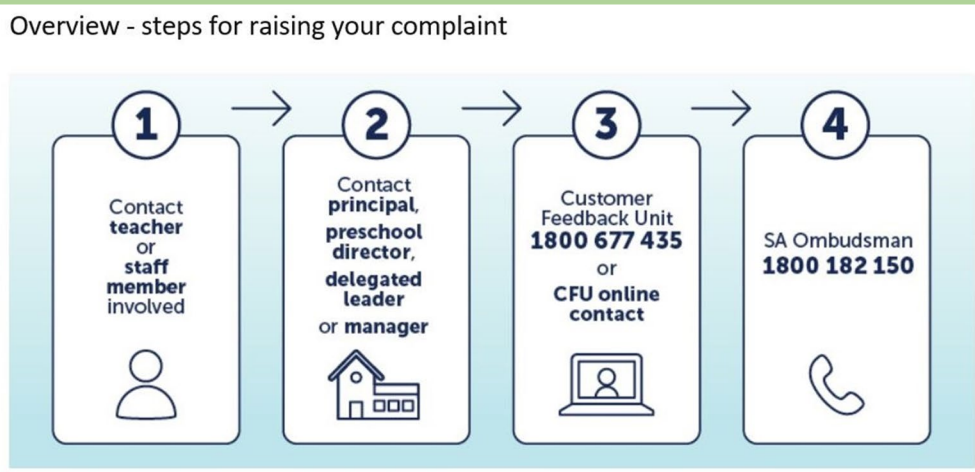 Overview - steps for raising your complaint
1
Contact
teacher
or
staff
member
involved
2
Contact
principal,
preschool
director,
delegated
leader
or manager
3
Customer
Feedback Unit
1800 677 435
or
CFU online
contact
4
SA Ombudsman
1800 182 150